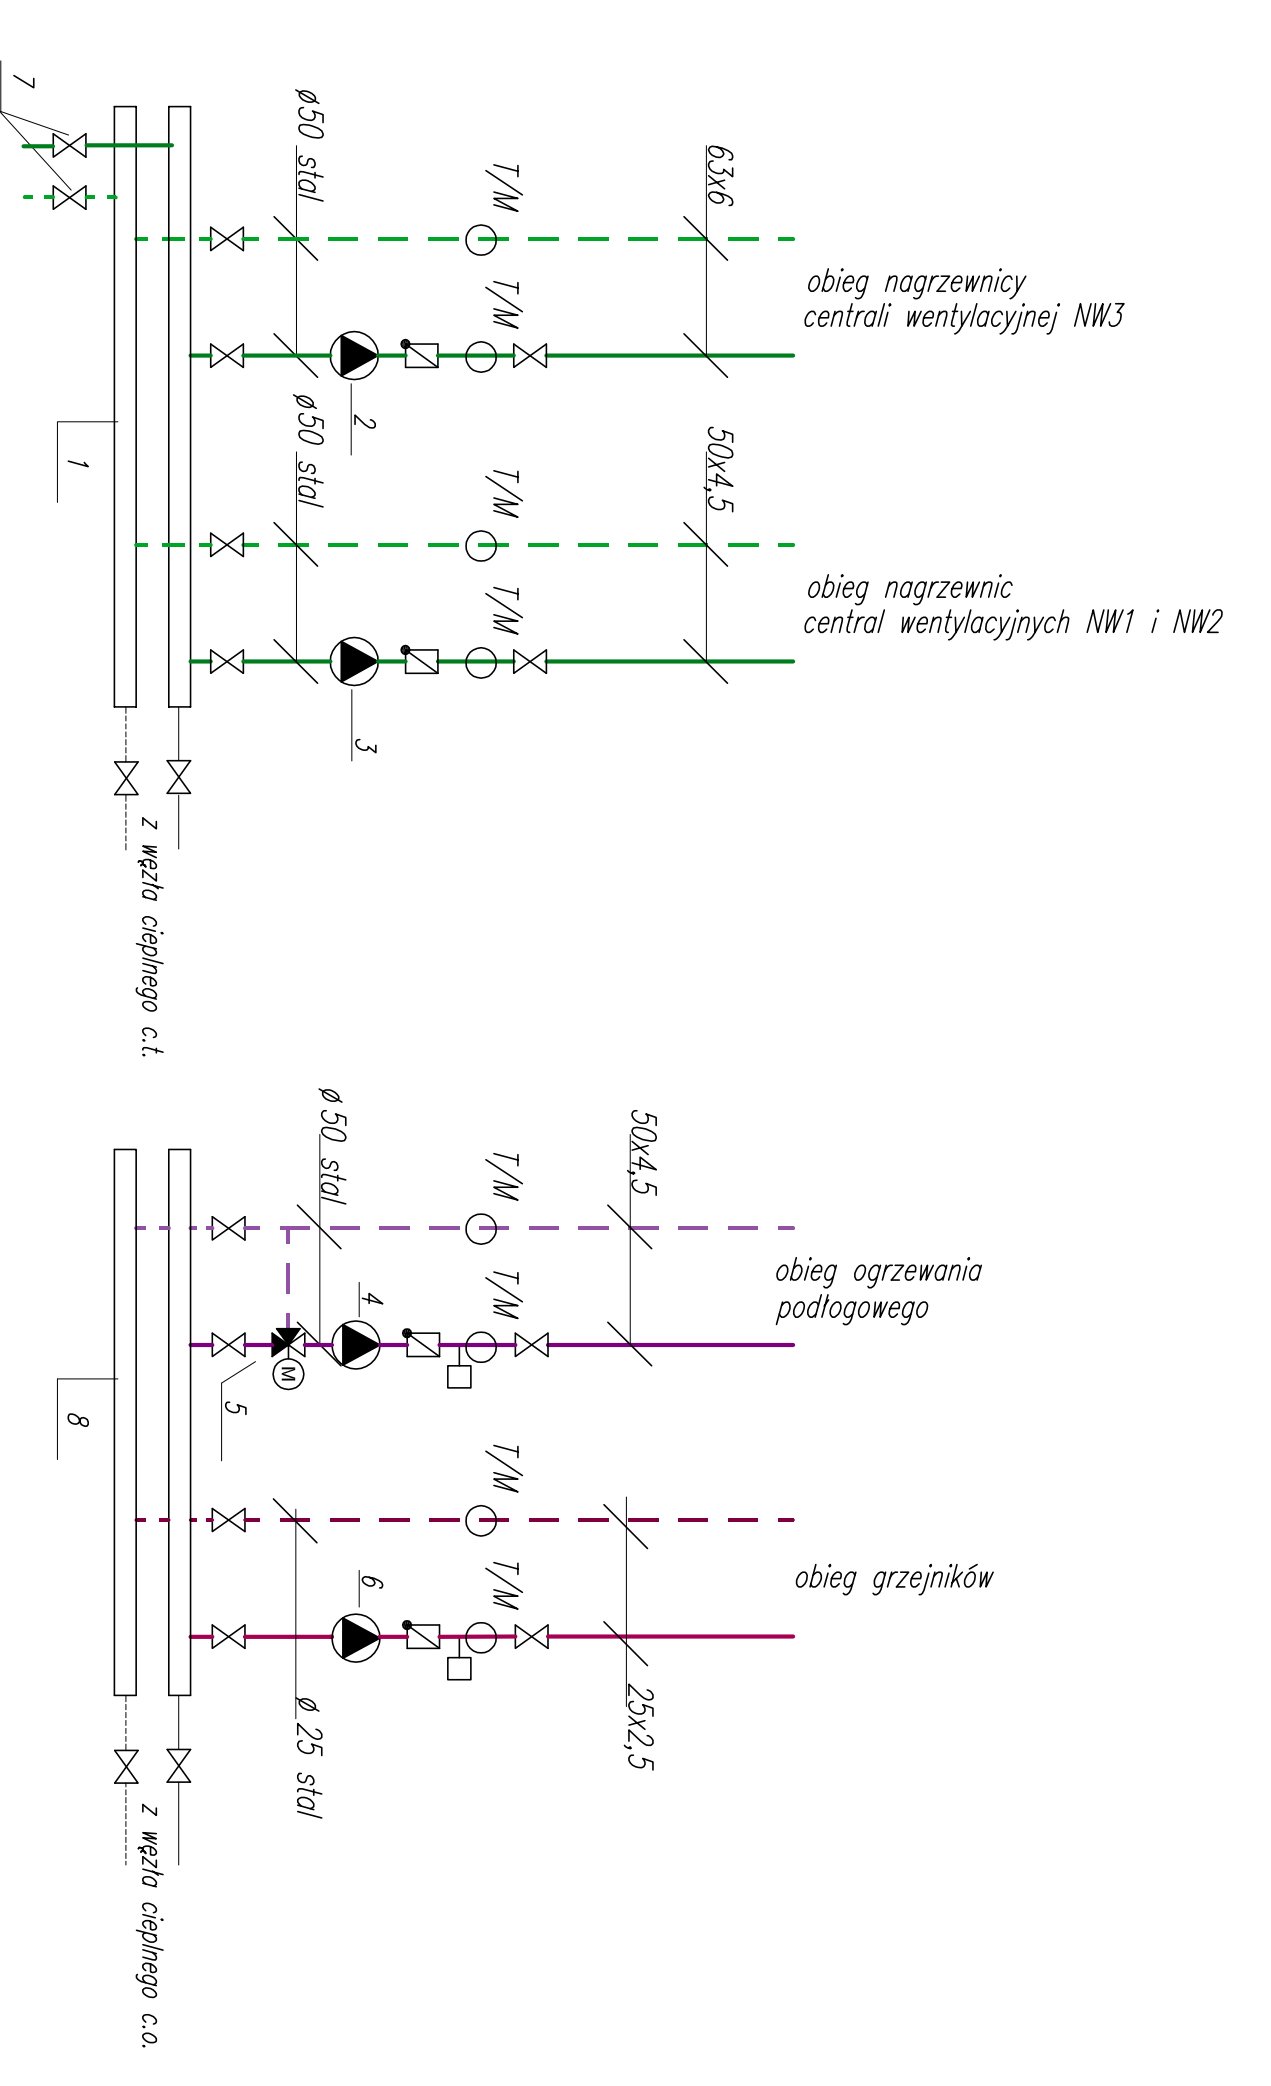 7
ø50 stal
T/M
63x6
obieg nagrzewnicy
centrali wentylacyjnej NW3
T/M
2
1
ø50 stal
T/M
50x4,5
obieg nagrzewnic
central wentylacyjnych NW1 i NW2
T/M
3
z węzła cieplnego c.t.
ø50 stal
T/M
50x4,5
obieg ogrzewania
podłogowego
4
T/M
M
5
8
T/M
obieg grzejników
6
T/M
ø 25 stal
25x2,5
z węzła cieplnego c.o.